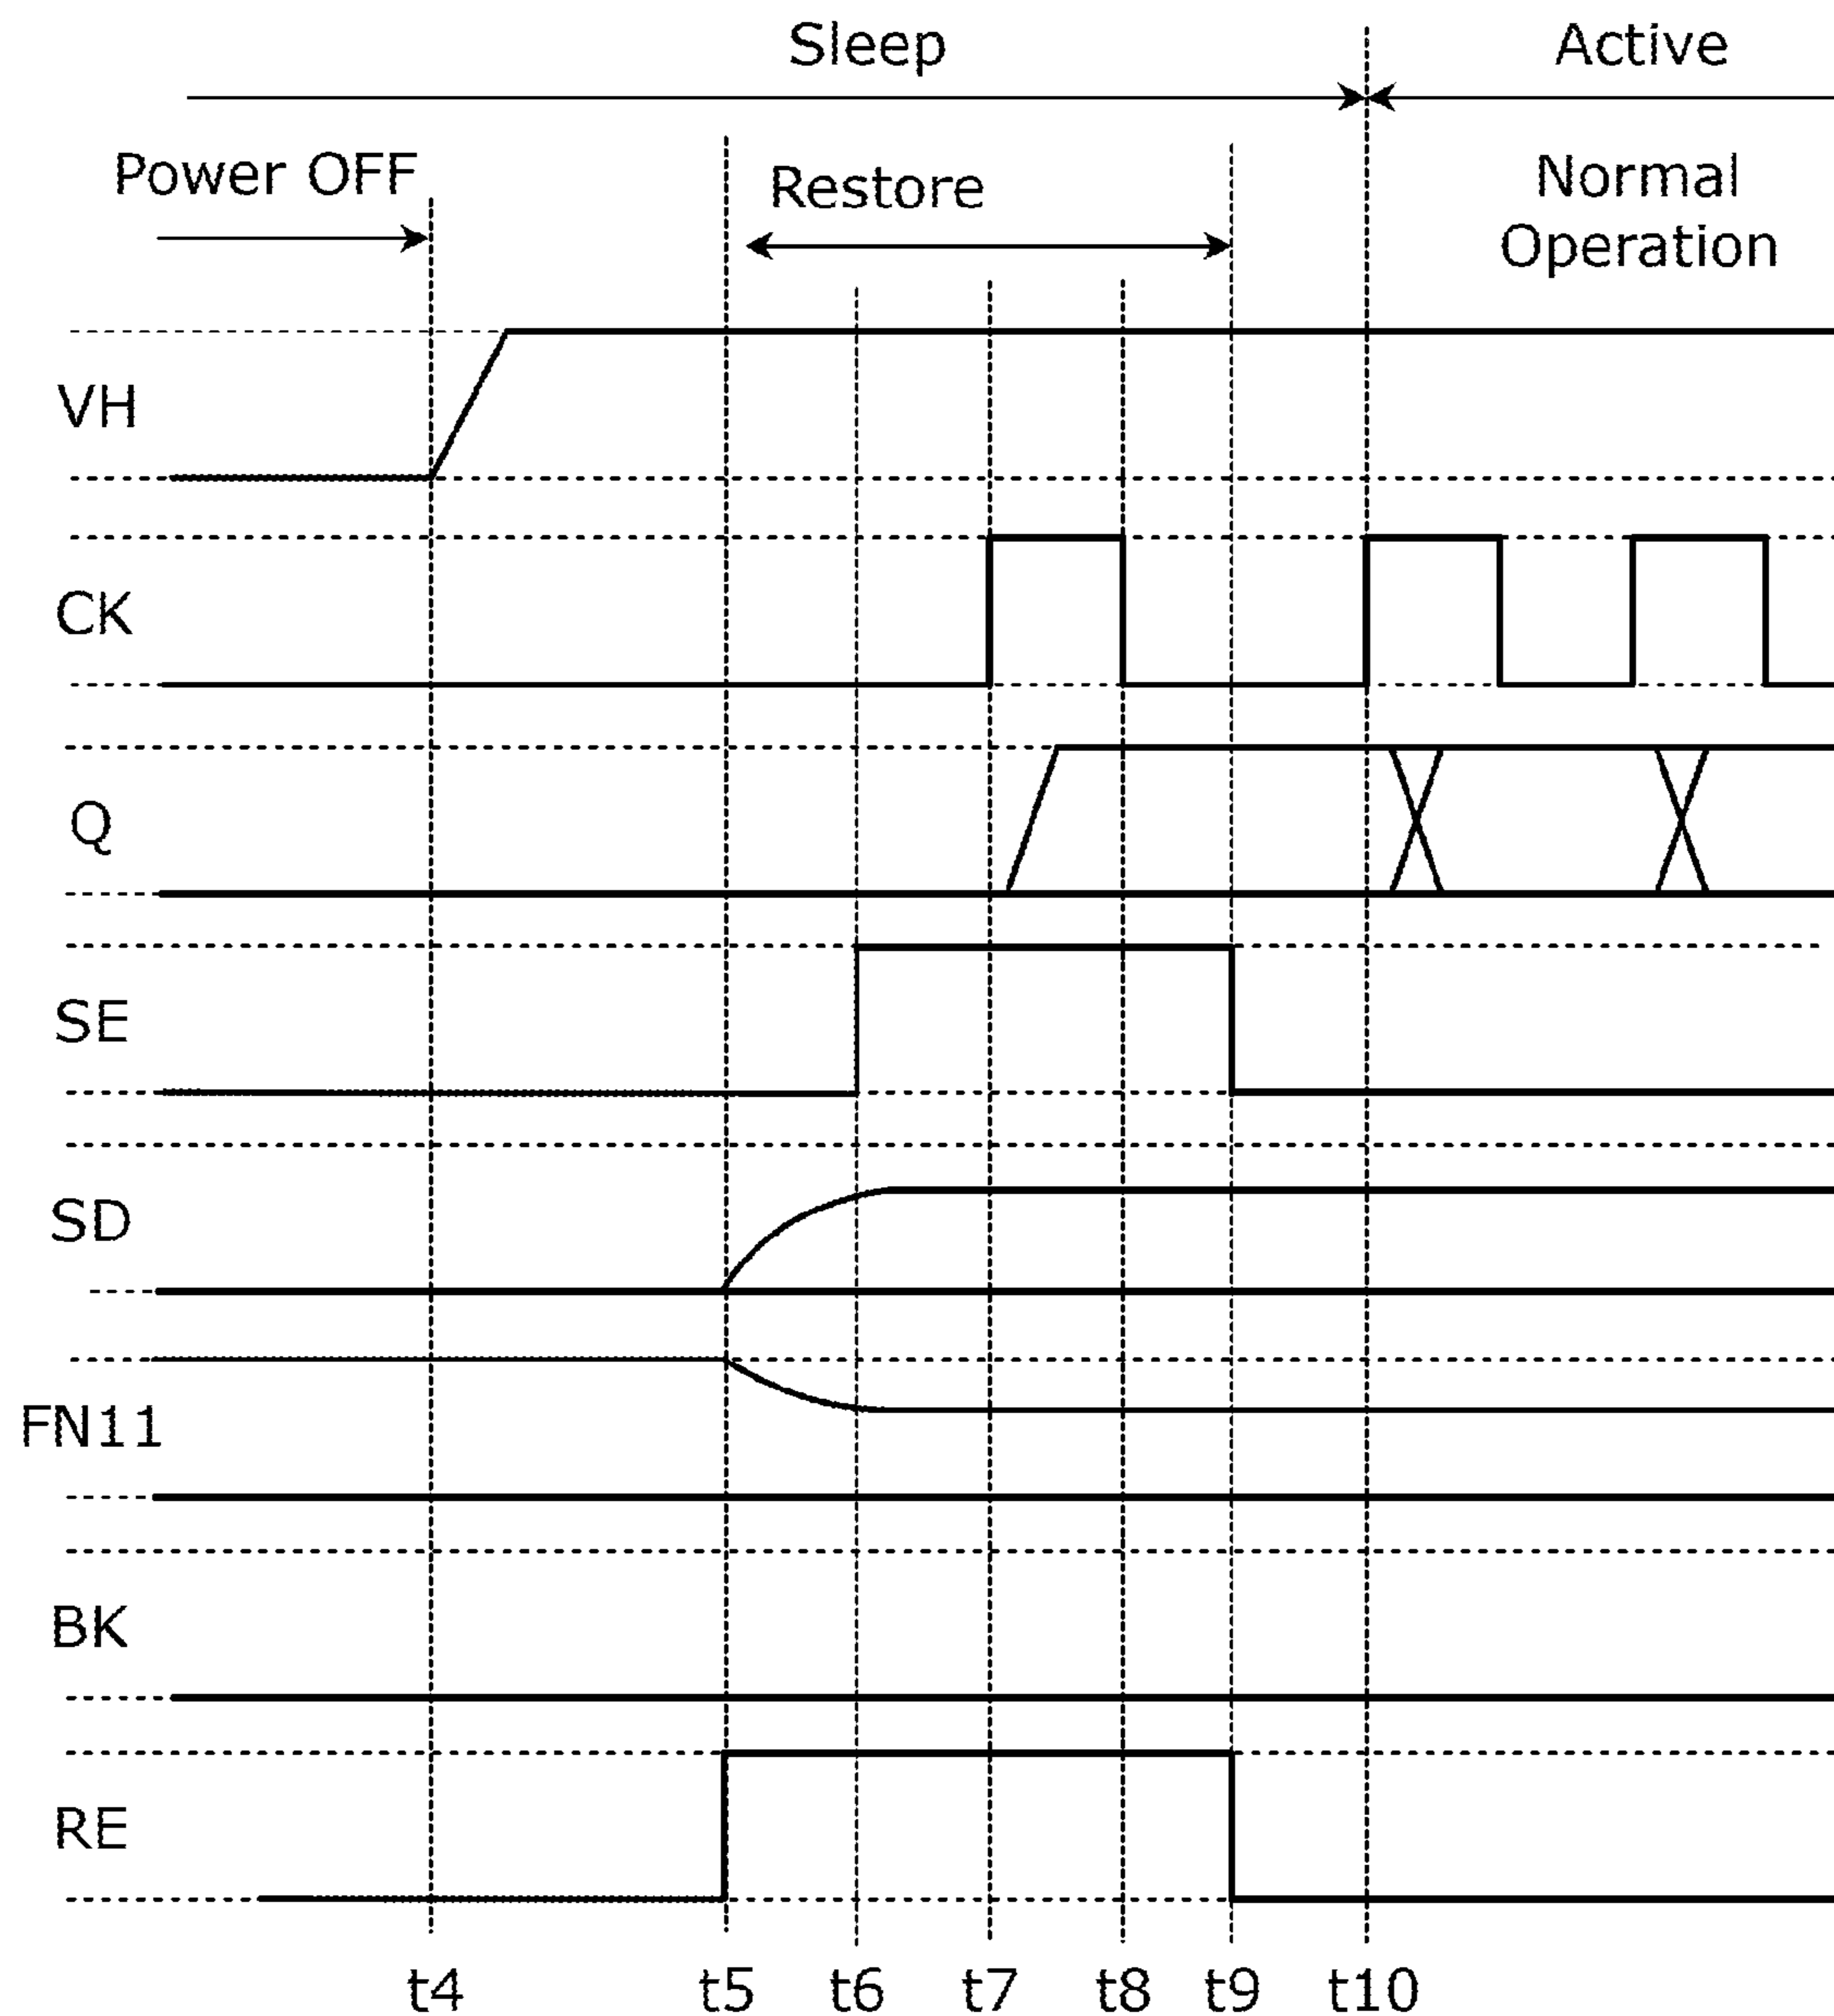 Sleep Active
Power OFF Restore Normal
Operation
VH
CK
Q
SE
SD
FN11
BK
RE
t4 t5 t6 t7 t8 t9 t10